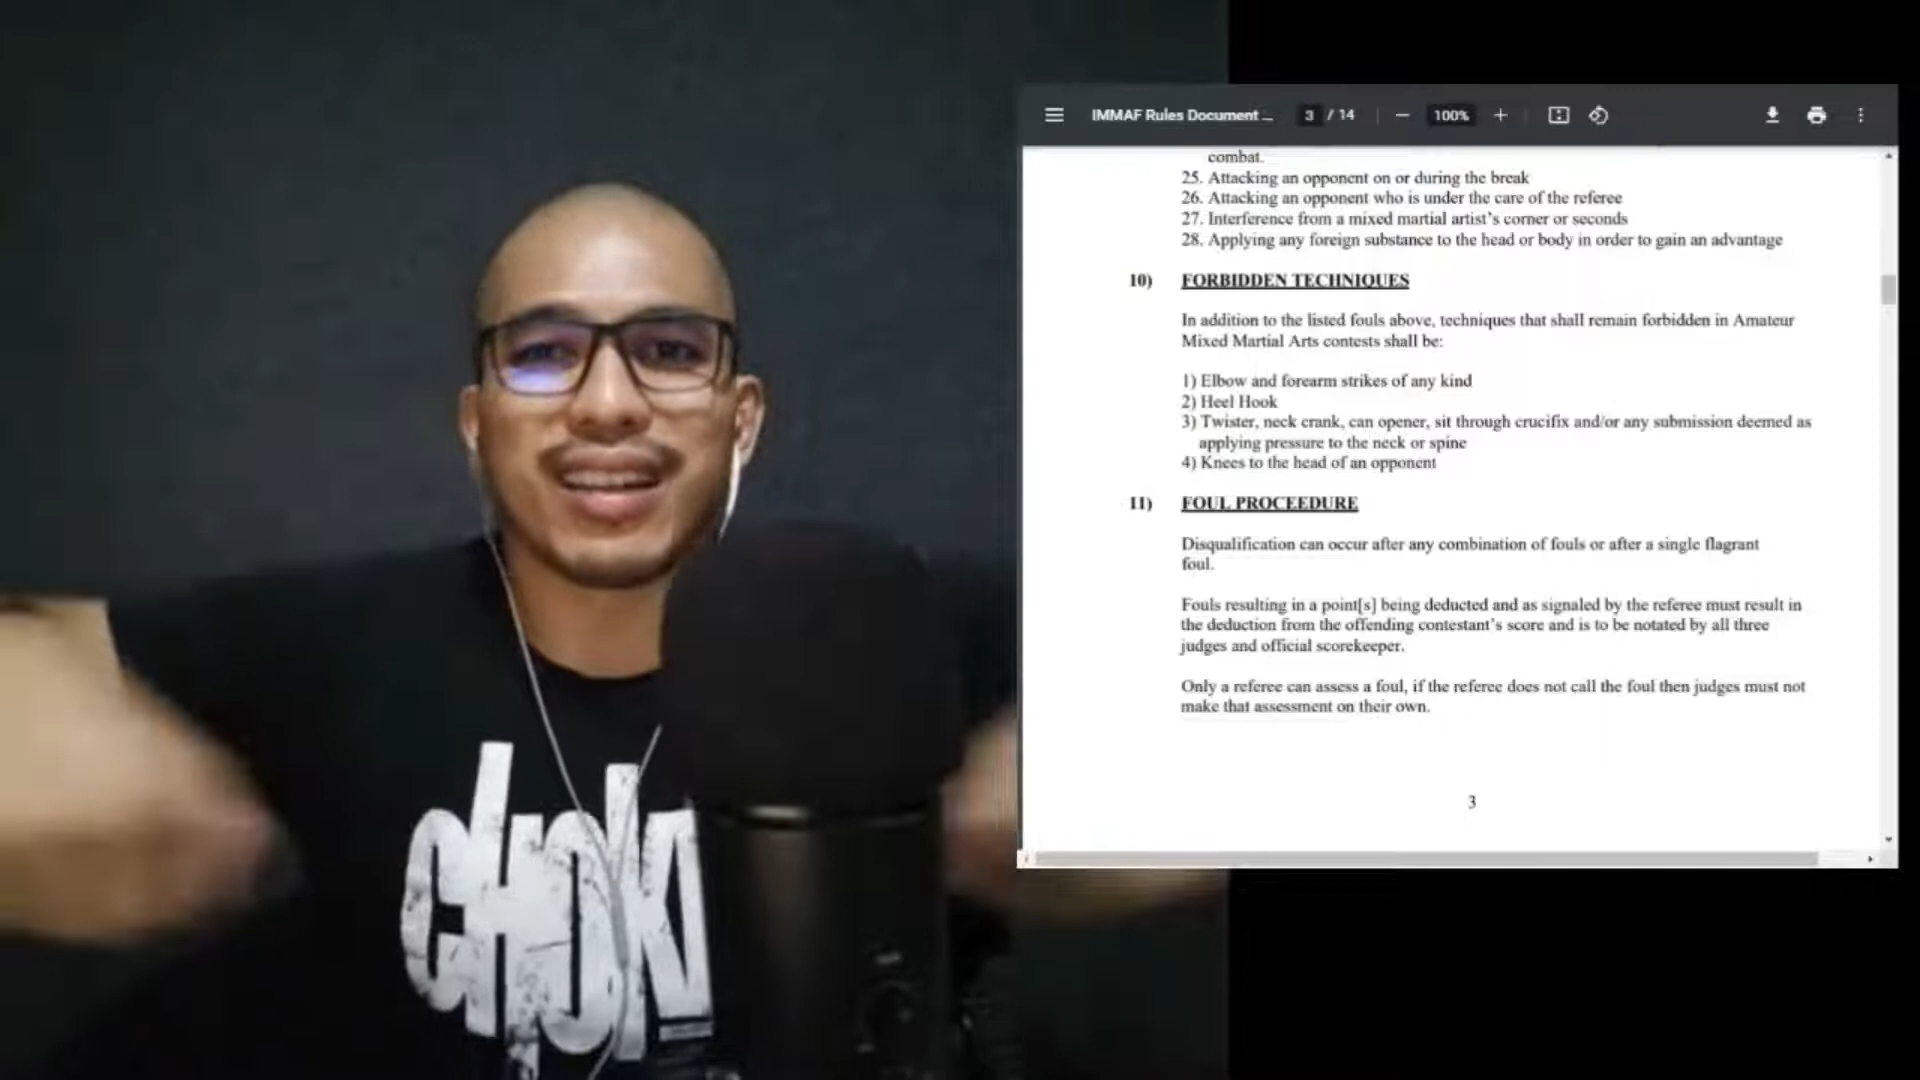 IMMAF Rules Document ...
3 / 14
100%
combat.
25. Attacking an opponent on or during the break
26. Attacking an opponent who is under the care of the referee
27. Interference from a mixed martial artist's corner or seconds
28. Applying any foreign substance to the head or body in order to gain an advantage
10) FORBIDDEN TECHNIQUES
In addition to the listed fouls above, techniques that shall remain forbidden in Amateur
Mixed Martial Arts contests shall be:
1) Elbow and forearm strikes of any kind
2) Heel Hook
3) Twister, neck crank, can opener, sit through crucifix and/or any submission deemed as
applying pressure to the neck or spine
4) Knees to the head of an opponent
11) FOUL PROCEEDURE
Disqualification can occur after any combination of fouls or after a single flagrant
foul.
Fouls resulting in a point[s] being deducted and as signaled by the referee must result in
the deduction from the offending contestant's score and is to be notated by all three
judges and official scorekeeper.
Only a referee can assess a foul, if the referee does not call the foul then judges must not
make that assessment on their own.
3